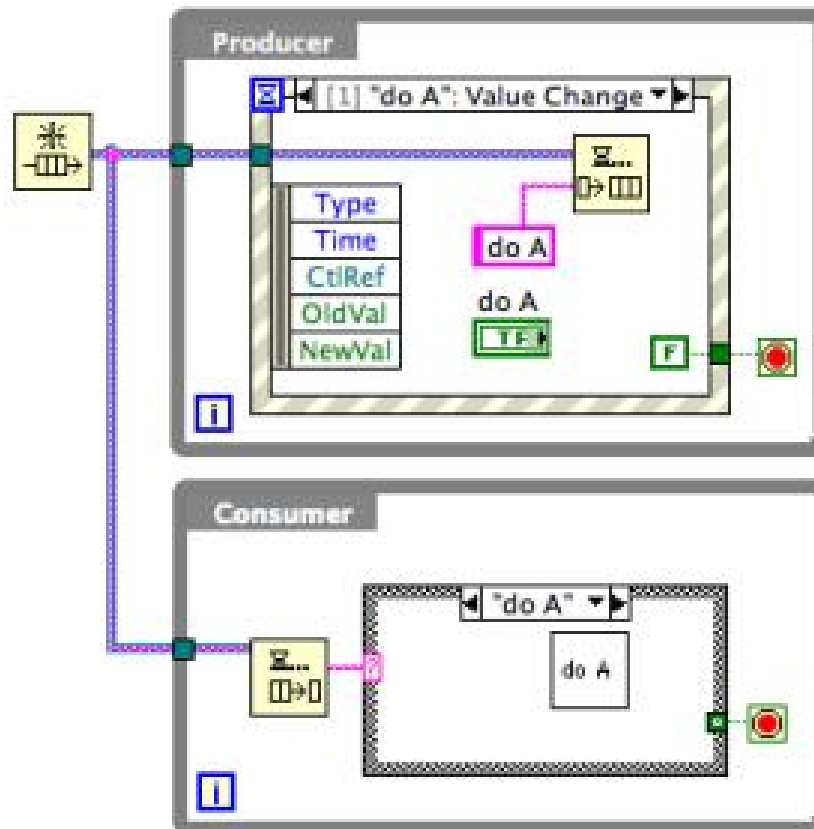 Producer
[1] "do A": Value Change
Type
Time
CtlRef
OldVal
NewVal
do A
do A
TF
F
i
Consumer
"do A"
do A
?
i